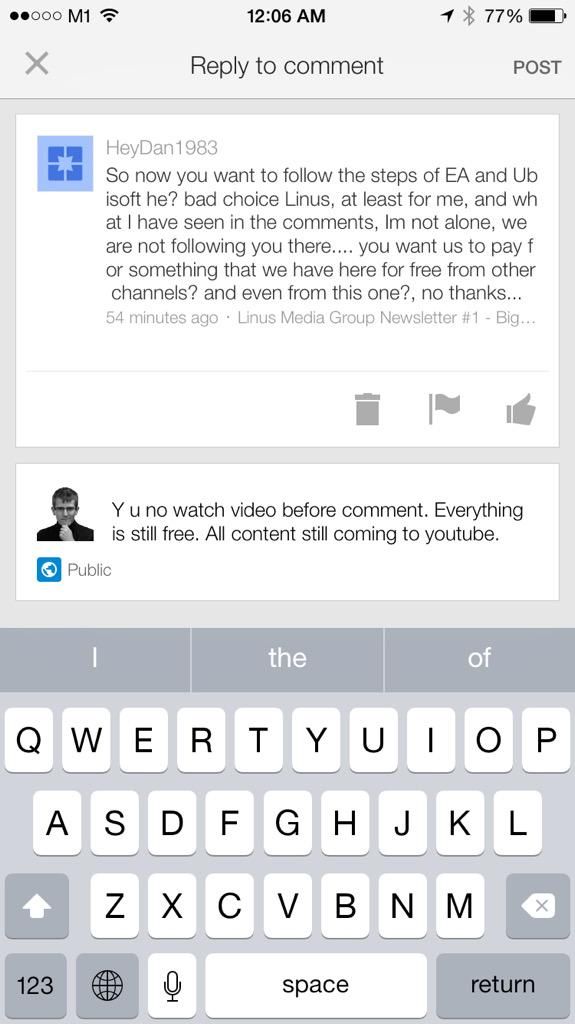 M1 12:06 AM 77%
Reply to comment POST
HeyDan1983
So now you want to follow the steps of EA and Ub
isoft he? bad choice Linus, at least for me, and wh
at I have seen in the comments, Im not alone, we
are not following you there.... you want us to pay f
or something that we have here for free from other
channels? and even from this one?, no thanks...
54 minutes ago · Linus Media Group Newsletter #1 - Big...
Y u no watch video before comment. Everything
is still free. All content still coming to youtube.
Public
I the of
Q W E R T Y U I O P
A S D F G H J K L
Z X C V B N M
123 space return